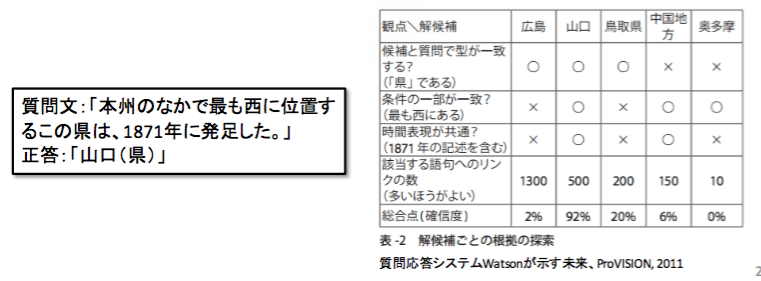 質問文：「本州のなかで最も西に位置す
るこの県は、1871年に発足した。」
正答：「山口（県）」
観点＼解候補 広島 山口 鳥取県 中国地方 奥多摩
候補と質問で型が一致する？（「県」である） ○ ○ ○ × ×
条件の一部が一致？（最も西にある） × ○ × ○ ○
時間表現が共通？（1871年の記述を含む） × ○ × ○ ×
該当する語句へのリンクの数（多いほうがよい） 1300 500 200 150 10
総合点（確信度） 2% 92% 20% 6% 0%
表-2 解候補ごとの根拠の探索
質問応答システムWatsonが示す未来、ProVISION, 2011
2